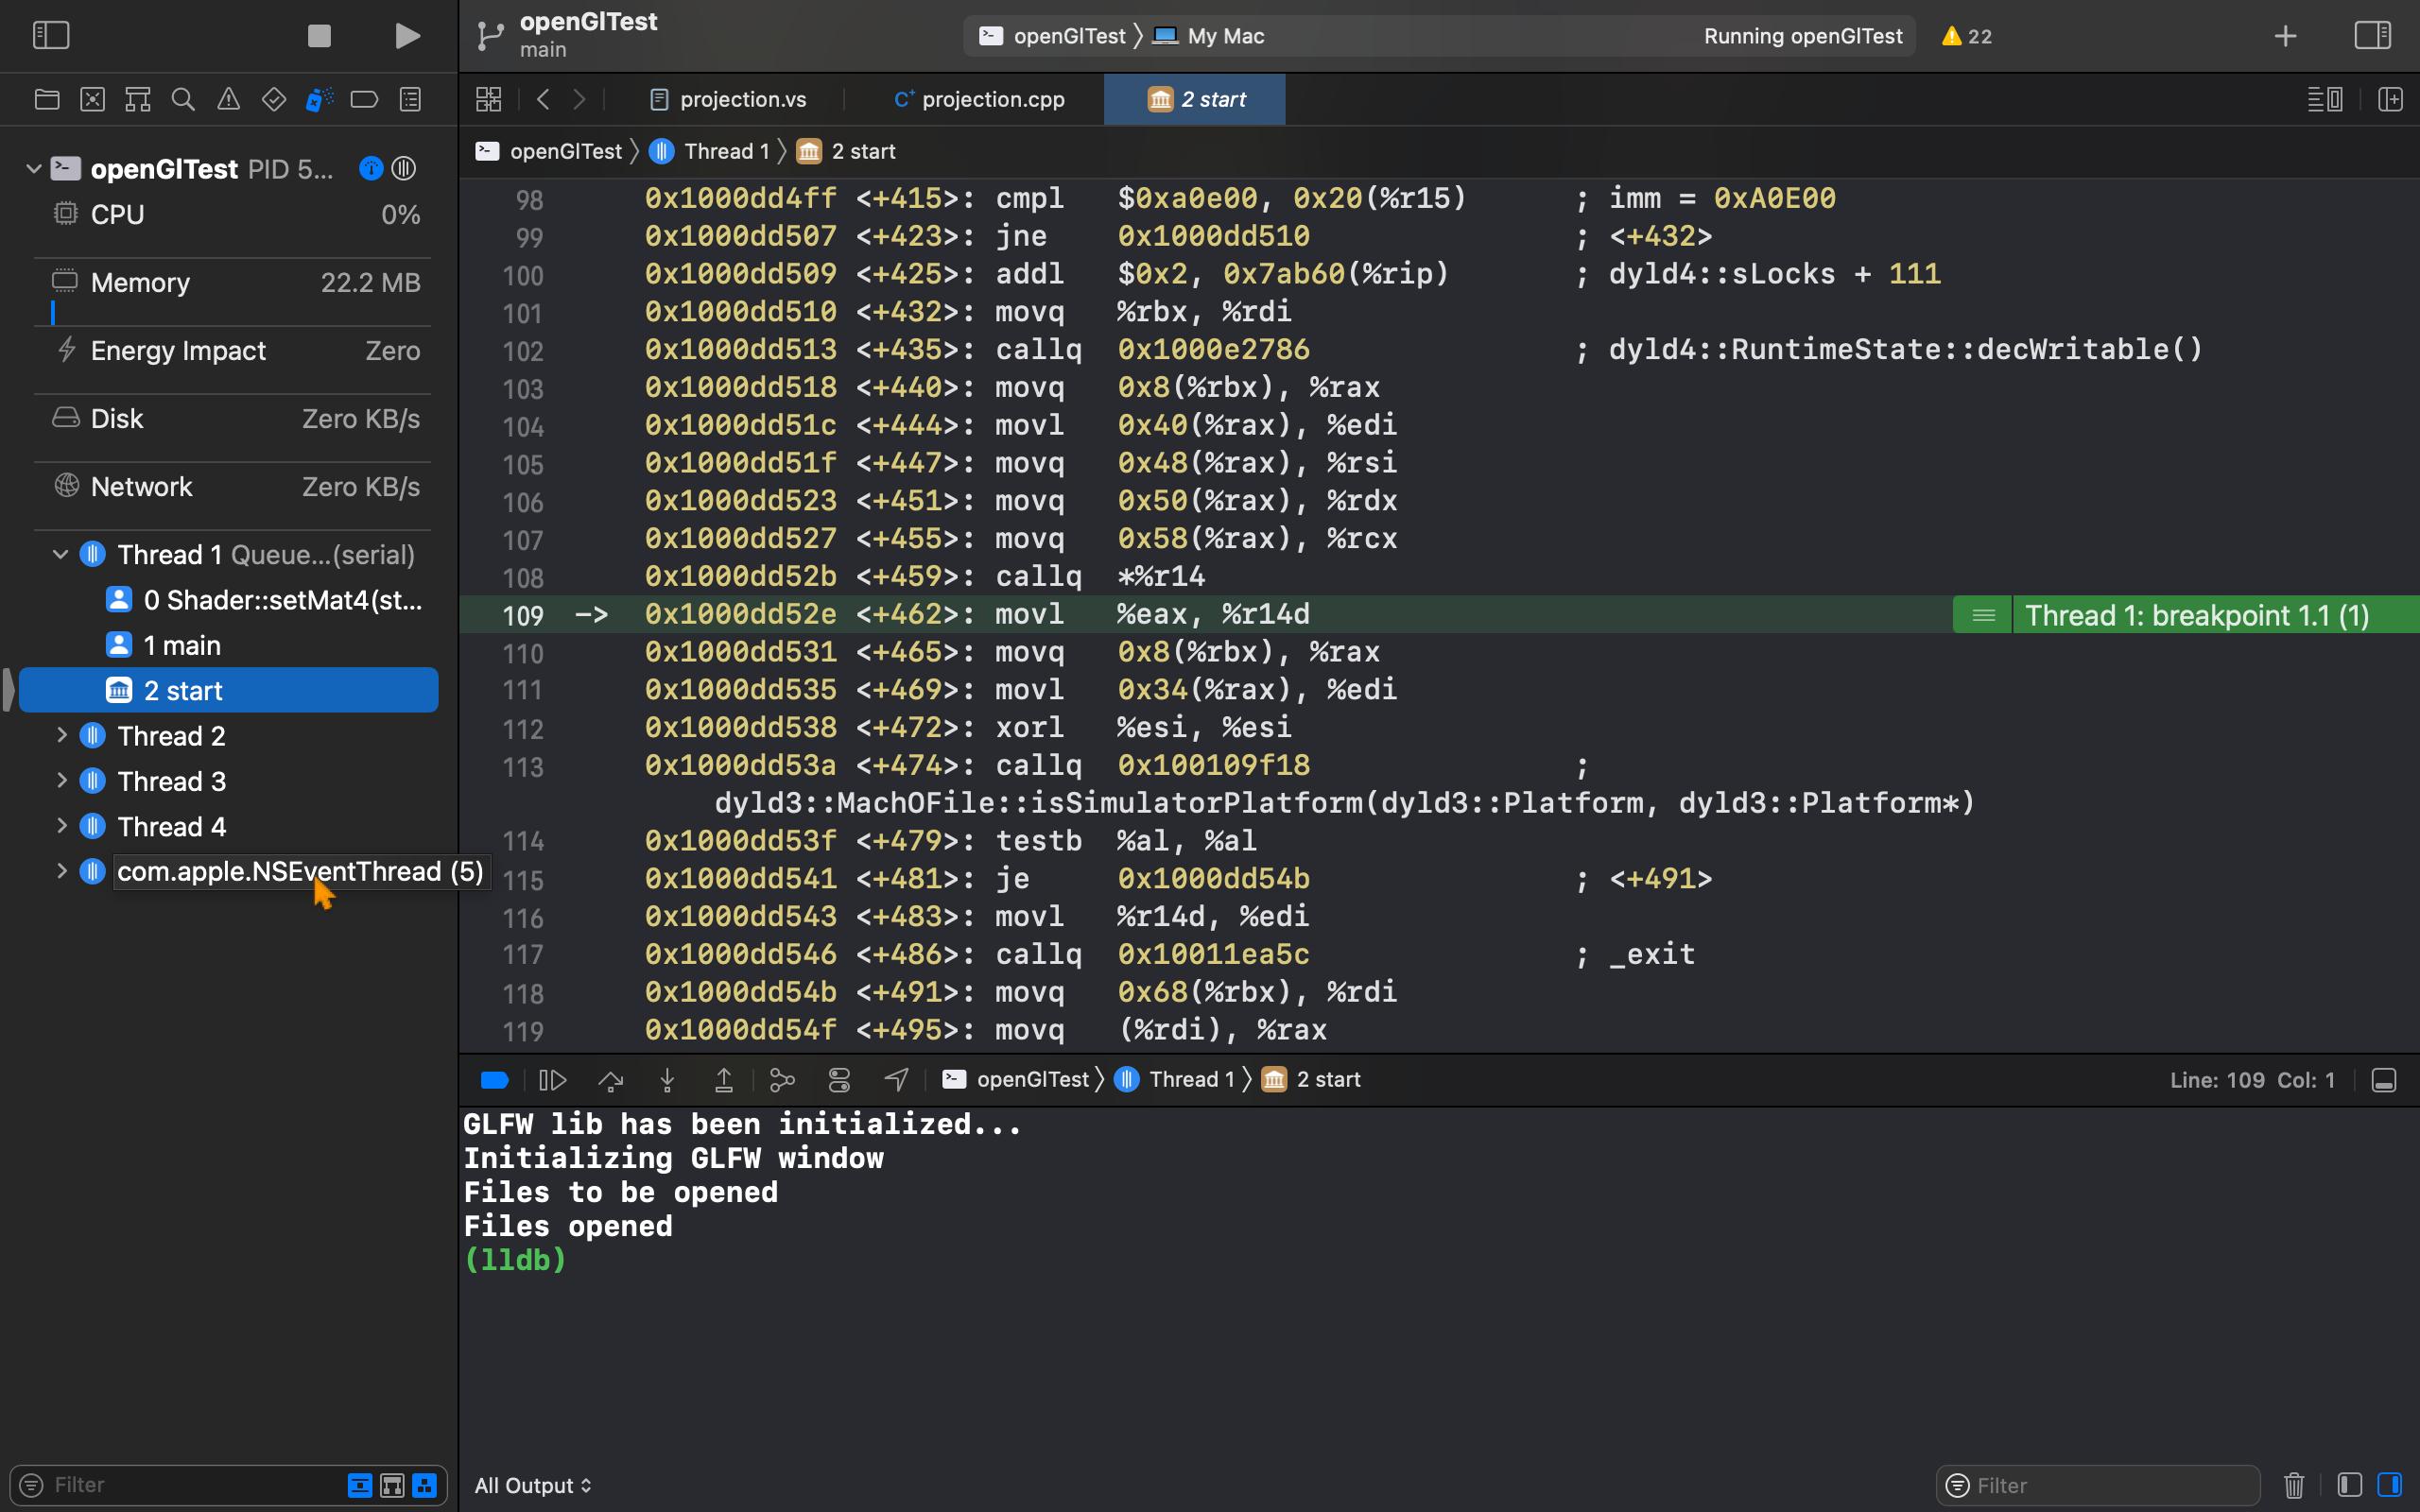 openGlTest
main
openGlTest 〉 My Mac
Running openGlTest
22
projection.vs
C⁺ projection.cpp
2 start
openGlTest 〉 Thread 1 〉 2 start
openGlTest PID 5...
CPU 0%
Memory 22.2 MB
Energy Impact Zero
Disk Zero KB/s
Network Zero KB/s
Thread 1 Queue...(serial)
0 Shader::setMat4(st...
1 main
2 start
Thread 2
Thread 3
Thread 4
com.apple.NSEventThread (5)
Filter
98 0x1000dd4ff <+415>: cmpl $0xa0e00, 0x20(%r15) ; imm = 0xA0E00
99 0x1000dd507 <+423>: jne 0x1000dd510 ; <+432>
100 0x1000dd509 <+425>: addl $0x2, 0x7ab60(%rip) ; dyld4::sLocks + 111
101 0x1000dd510 <+432>: movq %rbx, %rdi
102 0x1000dd513 <+435>: callq 0x1000e2786 ; dyld4::RuntimeState::decWritable()
103 0x1000dd518 <+440>: movq 0x8(%rbx), %rax
104 0x1000dd51c <+444>: movl 0x40(%rax), %edi
105 0x1000dd51f <+447>: movq 0x48(%rax), %rsi
106 0x1000dd523 <+451>: movq 0x50(%rax), %rdx
107 0x1000dd527 <+455>: movq 0x58(%rax), %rcx
108 0x1000dd52b <+459>: callq *%r14
109 -> 0x1000dd52e <+462>: movl %eax, %r14d Thread 1: breakpoint 1.1 (1)
110 0x1000dd531 <+465>: movq 0x8(%rbx), %rax
111 0x1000dd535 <+469>: movl 0x34(%rax), %edi
112 0x1000dd538 <+472>: xorl %esi, %esi
113 0x1000dd53a <+474>: callq 0x100109f18 ;
dyld3::MachOFile::isSimulatorPlatform(dyld3::Platform, dyld3::Platform*)
114 0x1000dd53f <+479>: testb %al, %al
115 0x1000dd541 <+481>: je 0x1000dd54b ; <+491>
116 0x1000dd543 <+483>: movl %r14d, %edi
117 0x1000dd546 <+486>: callq 0x10011ea5c ; _exit
118 0x1000dd54b <+491>: movq 0x68(%rbx), %rdi
119 0x1000dd54f <+495>: movq (%rdi), %rax
openGlTest 〉 Thread 1 〉 2 start
Line: 109 Col: 1
GLFW lib has been initialized...
Initializing GLFW window
Files to be opened
Files opened
(lldb)
All Output
Filter